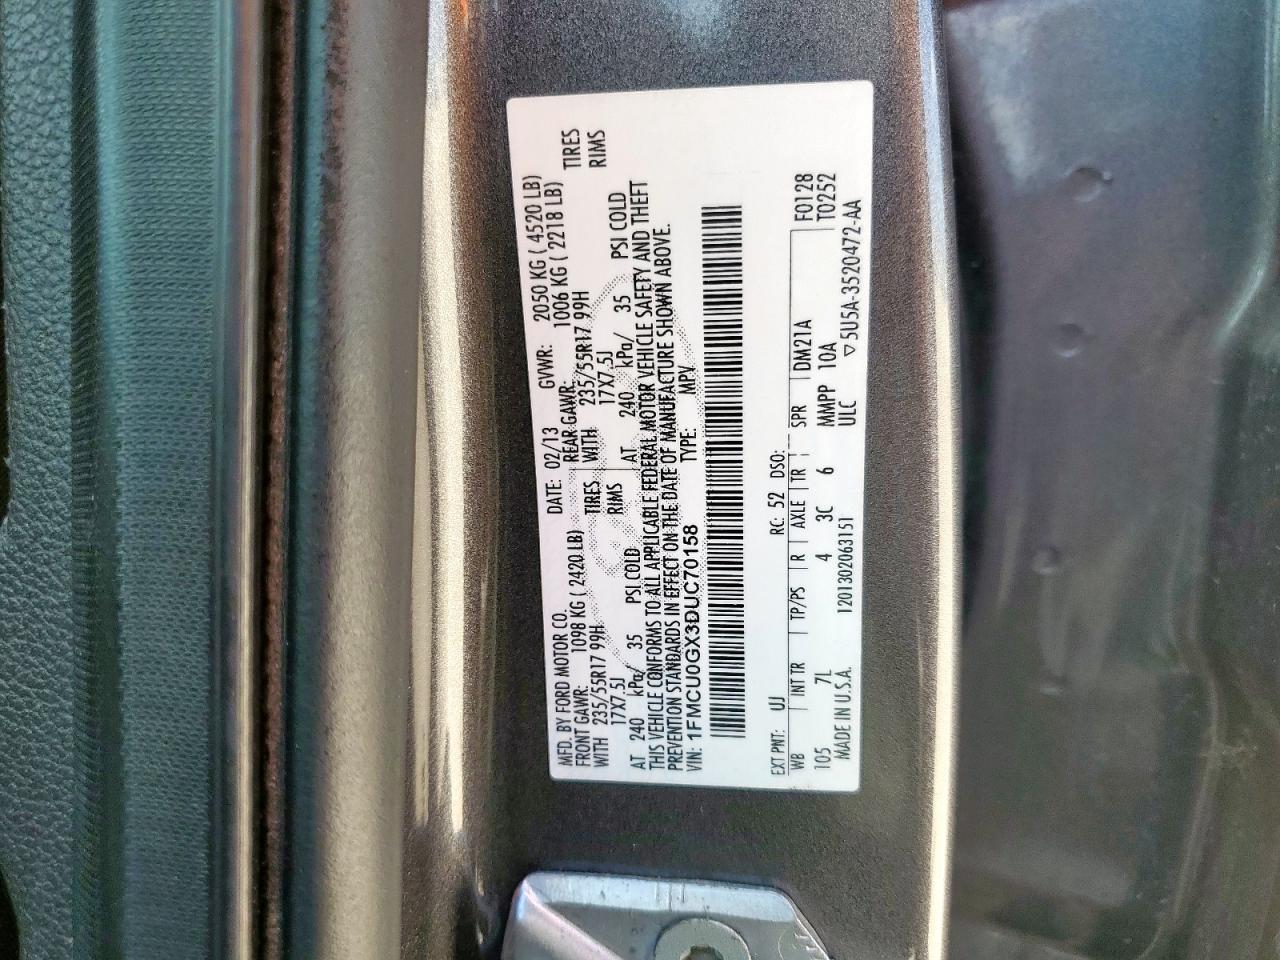 MFD. BY FORD MOTOR CO. DATE: 02/13 GVWR: 2050 KG ( 4520 LB)
FRONT GAWR: 1098 KG ( 2420 LB) REAR GAWR: 1006 KG ( 2218 LB)
WITH 235/55R17 99H TIRES WITH 235/55R17 99H TIRES
17X7.5J RIMS 17X7.5J RIMS
AT 240 kPa/ 35 PSI COLD AT 240 kPa/ 35 PSI COLD
THIS VEHICLE CONFORMS TO ALL APPLICABLE FEDERAL MOTOR VEHICLE SAFETY AND THEFT
PREVENTION STANDARDS IN EFFECT ON THE DATE OF MANUFACTURE SHOWN ABOVE.
VIN: 1FMCU0GX3DUC70158 TYPE: MPV
EXT PNT: UJ RC: 52 DSO:
WB INT TR TP/PS R AXLE TR SPR DM21A F0128
105 7L 4 3C 6 MMPP 10A T0252
MADE IN U.S.A. 1201302063151 ULC ▽5U5A-3520472-AA